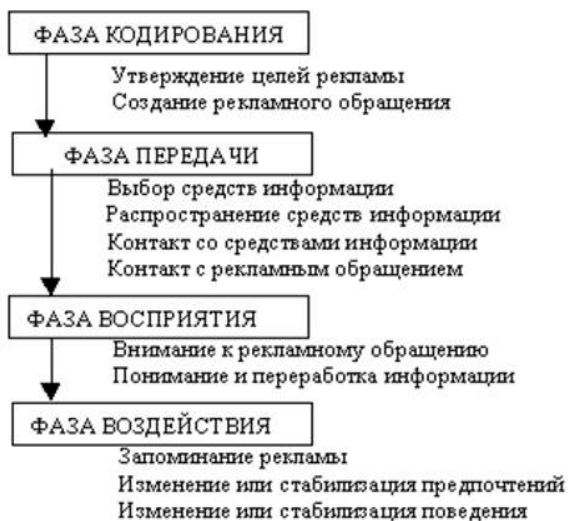 ФАЗА КОДИРОВАНИЯ
Утверждение целей рекламы
Создание рекламного обращения
ФАЗА ПЕРЕДАЧИ
Выбор средств информации
Распространение средств информации
Контакт со средствами информации
Контакт с рекламным обращением
ФАЗА ВОСПРИЯТИЯ
Внимание к рекламному обращению
Понимание и переработка информации
ФАЗА ВОЗДЕЙСТВИЯ
Запоминание рекламы
Изменение или стабилизация предпочтений
Изменение или стабилизация поведения